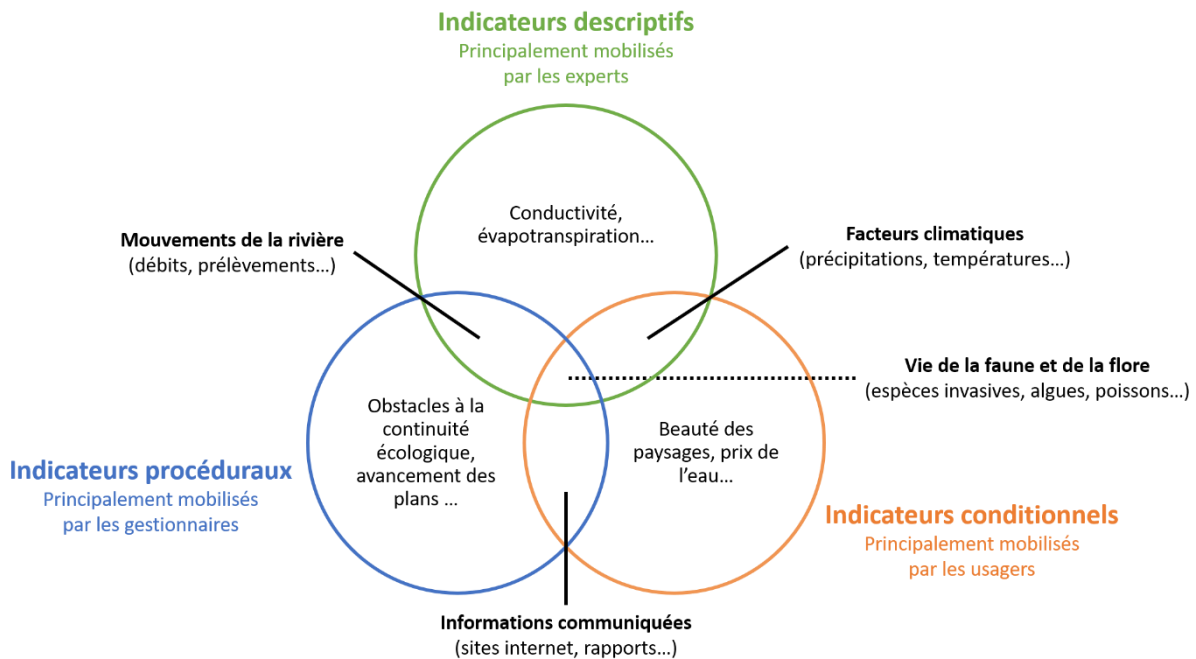 Indicateurs descriptifs
Principalement mobilisés
par les experts
Conductivité,
évapotranspiration...
Mouvements de la rivière
(débits, prélèvements...)
Facteurs climatiques
(précipitations, températures...)
Vie de la faune et de la flore
(espèces invasives, algues, poissons...)
Obstacles à la
continuité
écologique,
avancement des
plans ...
Beauté des
paysages, prix de
l'eau...
Indicateurs procéduraux
Principalement mobilisés
par les gestionnaires
Indicateurs conditionnels
Principalement mobilisés
par les usagers
Informations communiquées
(sites internet, rapports...)